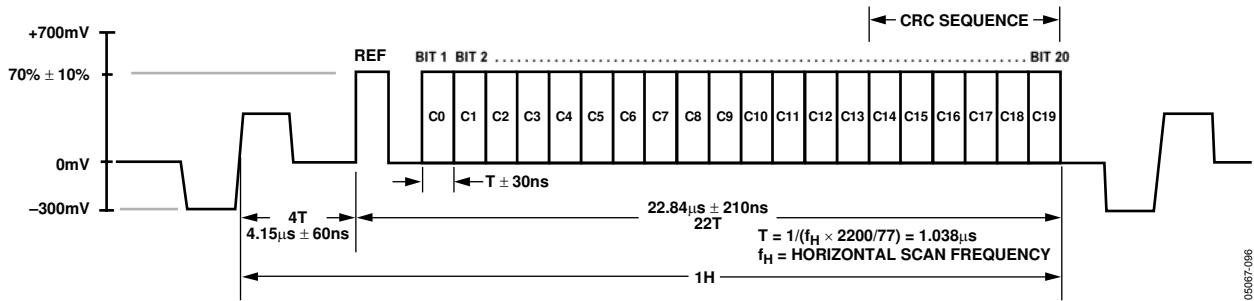 CRC SEQUENCE
+700mV
REF
BIT 1 BIT 2 ........................................................................ BIT 20
70% ± 10%
C0 C1 C2 C3 C4 C5 C6 C7 C8 C9 C10 C11 C12 C13 C14 C15 C16 C17 C18 C19
0mV
T ± 30ns
–300mV
4T
4.15µs ± 60ns
22.84µs ± 210ns
22T
T = 1/(fH × 2200/77) = 1.038µs
fH = HORIZONTAL SCAN FREQUENCY
1H
05067-096